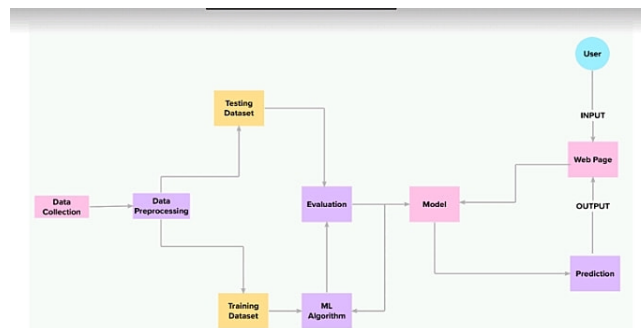 User
Testing
Dataset
INPUT
Web Page
Data
Collection
Data
Preprocessing
Evaluation
Model
OUTPUT
Prediction
Training
Dataset
ML
Algorithm